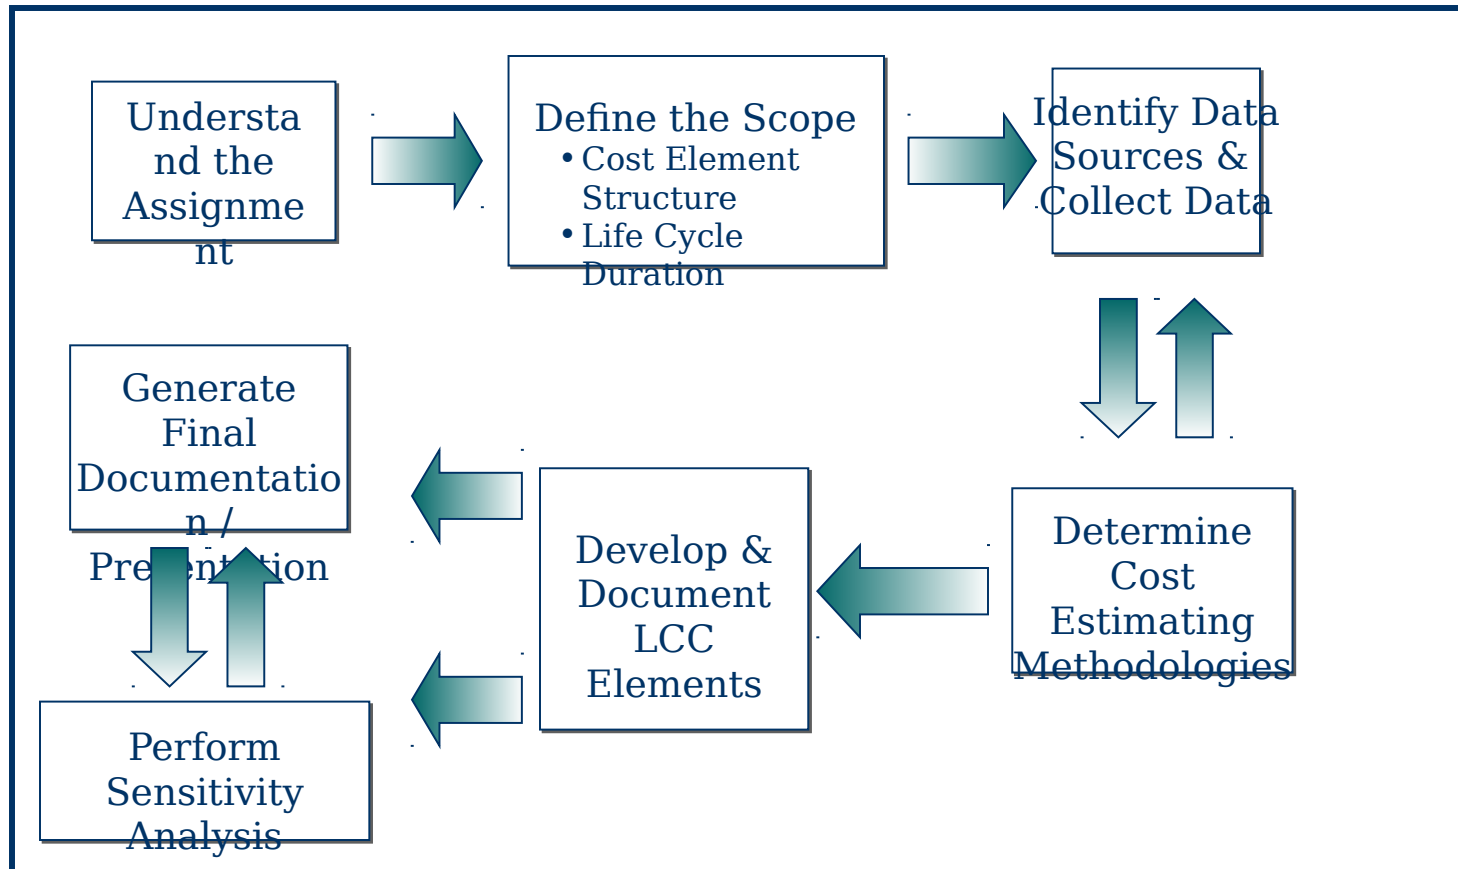 Understa
nd the
Assignme
nt
Define the Scope
• Cost Element
Structure
• Life Cycle
Duration
Identify Data
Sources &
Collect Data
Generate
Final
Documentatio
n /
Presentation
Develop &
Document
LCC
Elements
Determine
Cost
Estimating
Methodologies
Perform
Sensitivity
Analysis